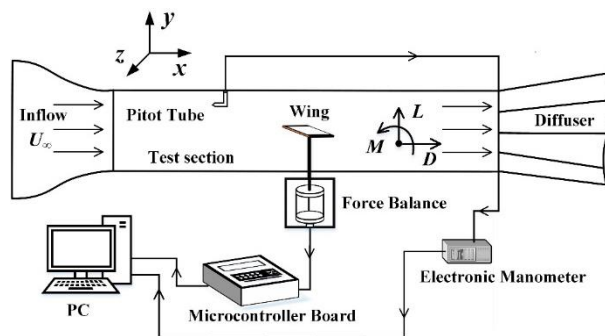 y
z
x
Inflow
U∞
Pitot Tube
Wing
Test section
L
M
D
Diffuser
Force Balance
PC
Microcontroller Board
Electronic Manometer